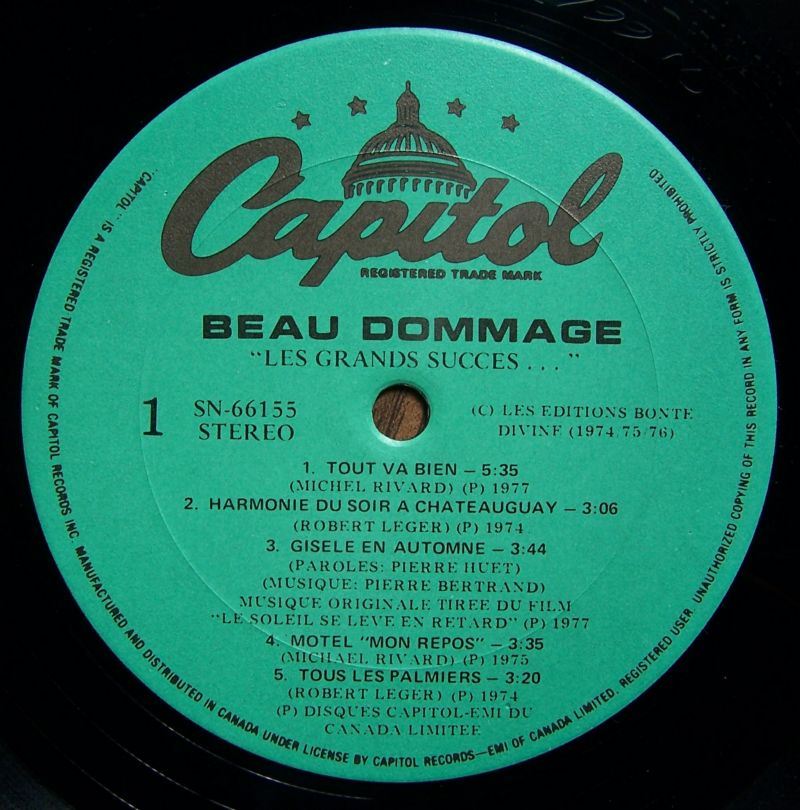 Capitol
REGISTERED TRADE MARK
BEAU DOMMAGE
"LES GRANDS SUCCES . . . "
1
SN-66155
STEREO
(C) LES EDITIONS BONTE
DIVINE (1974/75/76)
1. TOUT VA BIEN – 5:35
(MICHEL RIVARD) (P) 1977
2. HARMONIE DU SOIR A CHATEAUGUAY – 3:06
(ROBERT LEGER) (P) 1974
3. GISELE EN AUTOMNE – 3:44
(PAROLES: PIERRE HUET)
(MUSIQUE: PIERRE BERTRAND)
MUSIQUE ORIGINALE TIREE DU FILM
"LE SOLEIL SE LEVE EN RETARD" (P) 1977
4. MOTEL "MON REPOS" – 3:35
(MICHAEL RIVARD) (P) 1975
5. TOUS LES PALMIERS – 3:20
(ROBERT LEGER) (P) 1974
(P) DISQUES CAPITOL-EMI DU
CANADA LIMITEE
"CAPITOL" IS A REGISTERED TRADE MARK OF CAPITOL RECORDS INC. MANUFACTURED AND DISTRIBUTED IN CANADA UNDER LICENSE BY CAPITOL RECORDS—EMI OF CANADA LIMITED. REGISTERED USER. UNAUTHORIZED COPYING OF THIS RECORD IN ANY FORM IS STRICTLY PROHIBITED